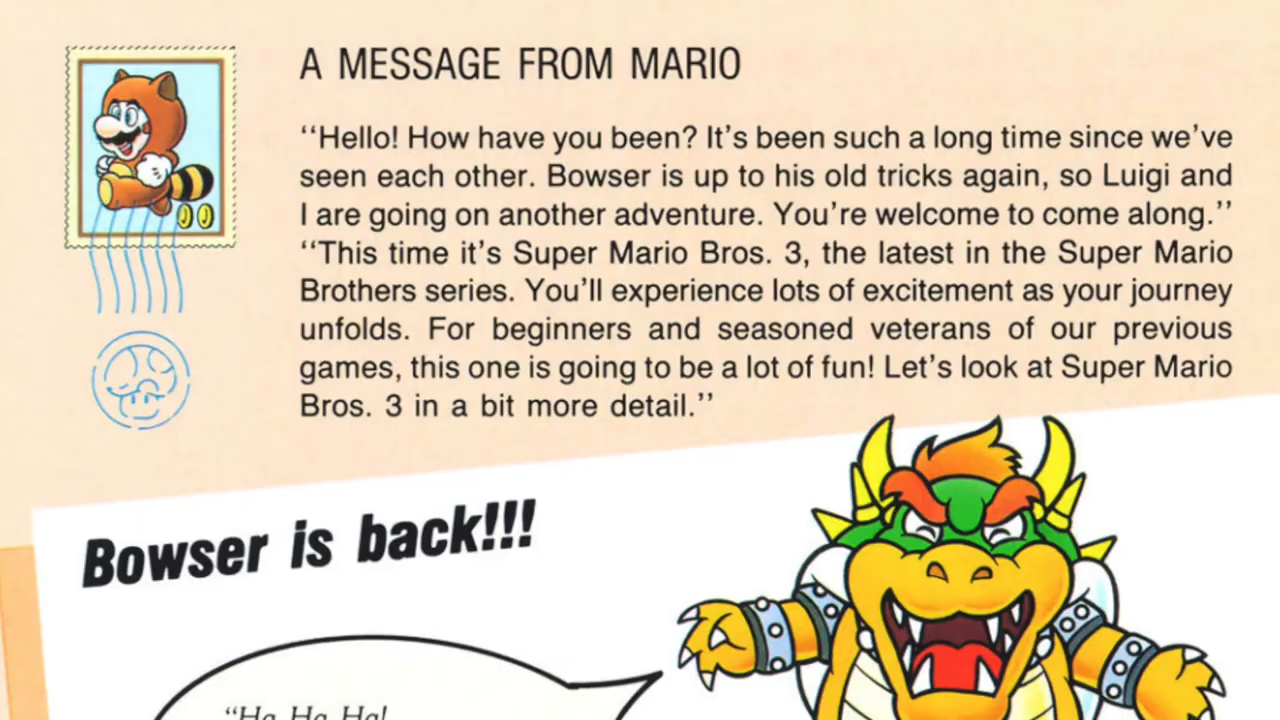 A MESSAGE FROM MARIO
‘‘Hello! How have you been? It’s been such a long time since we’ve
seen each other. Bowser is up to his old tricks again, so Luigi and
I are going on another adventure. You’re welcome to come along.’’
‘‘This time it’s Super Mario Bros. 3, the latest in the Super Mario
Brothers series. You’ll experience lots of excitement as your journey
unfolds. For beginners and seasoned veterans of our previous
games, this one is going to be a lot of fun! Let’s look at Super Mario
Bros. 3 in a bit more detail.’’
Bowser is back!!!
“Ha Ha Ha!